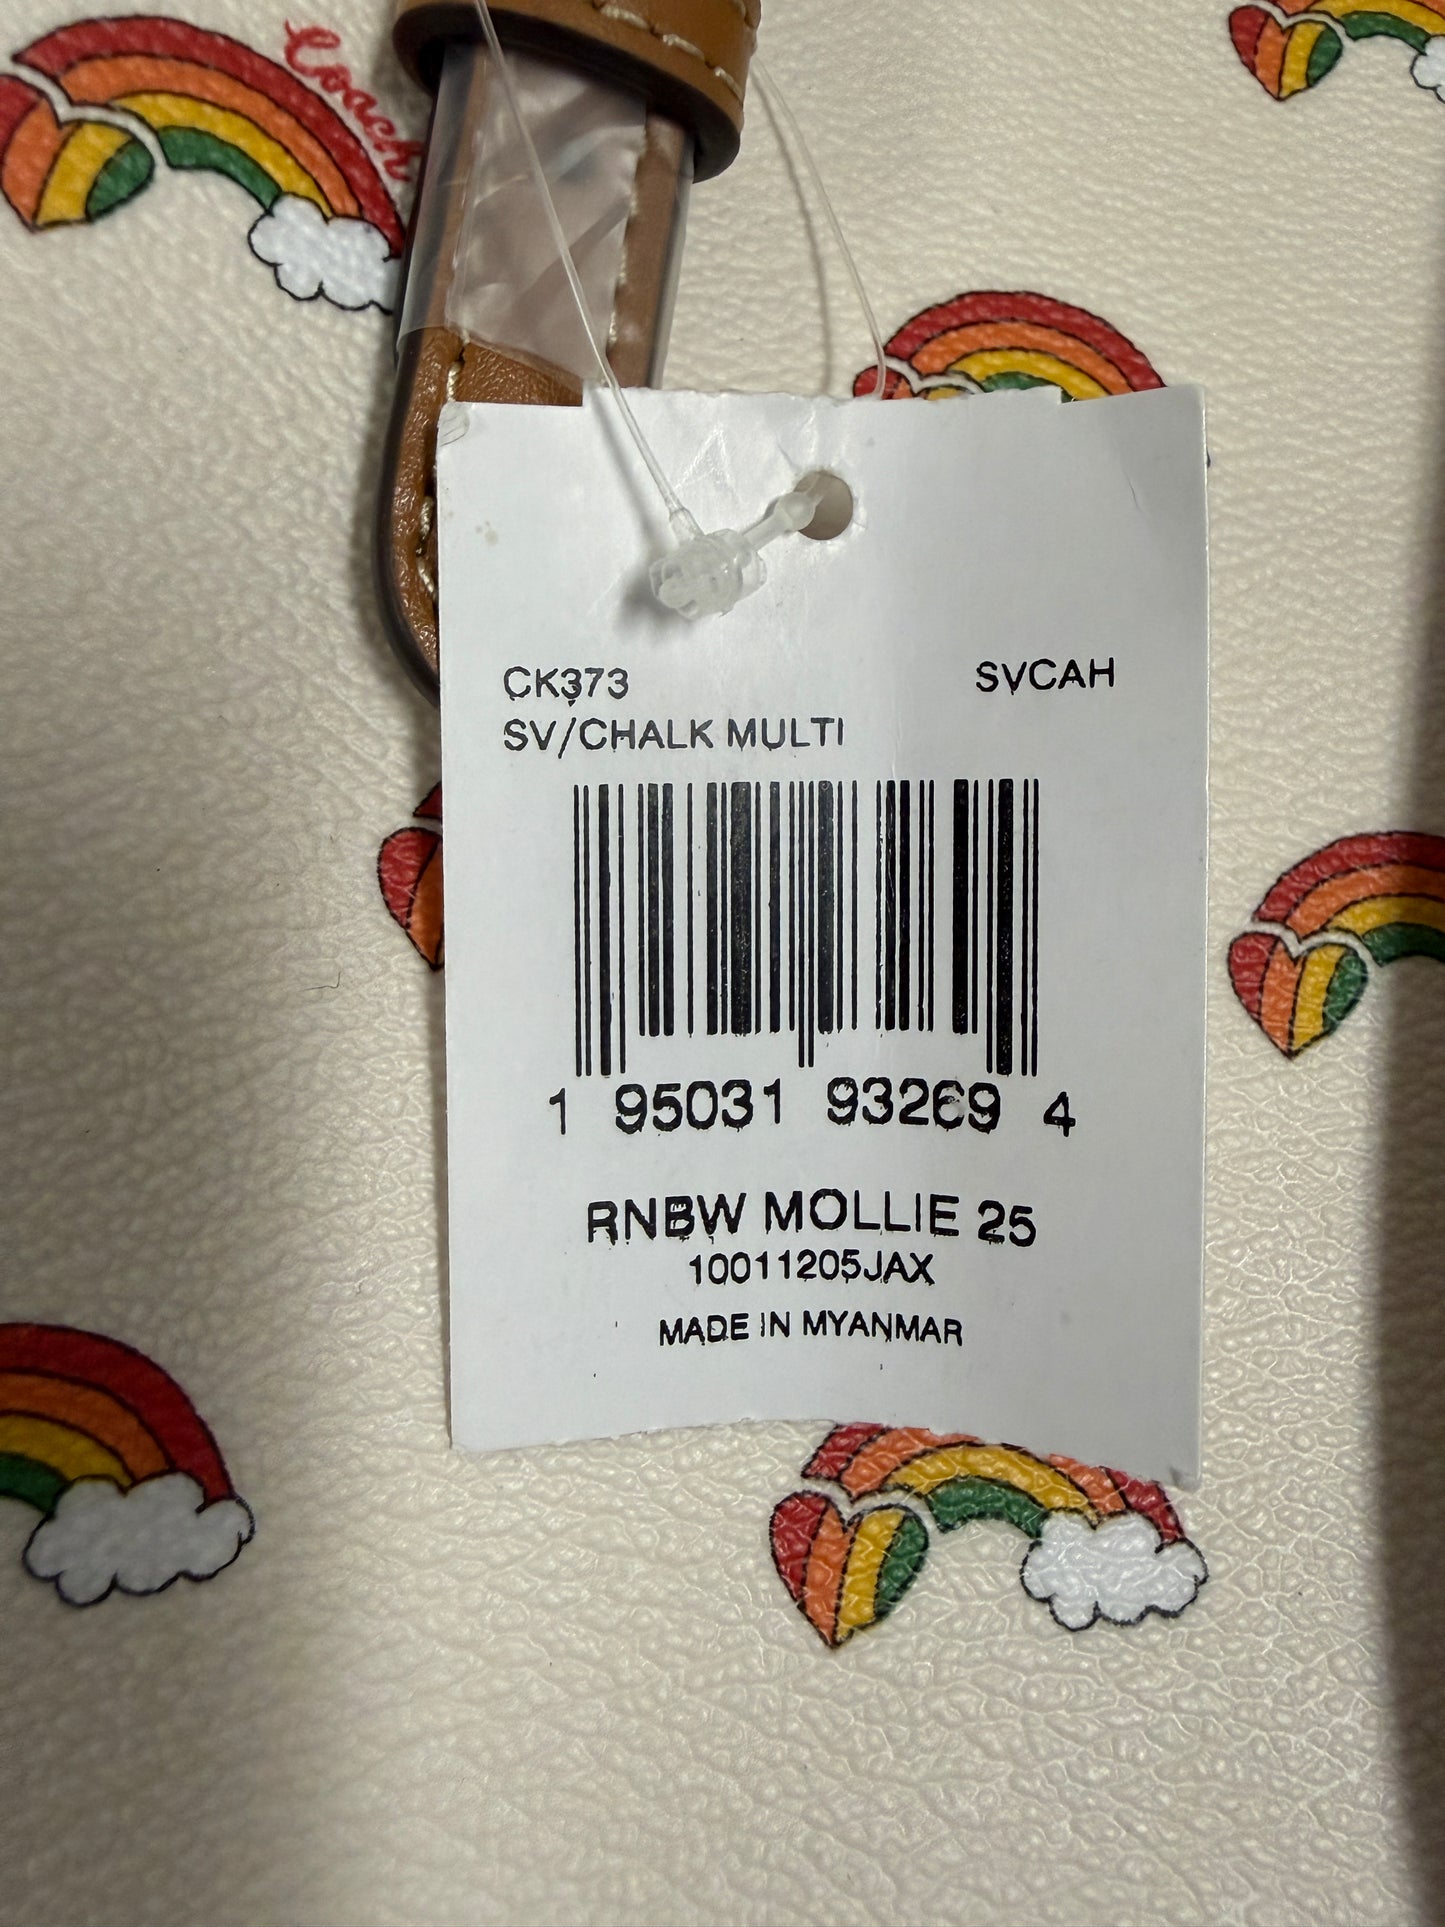 Coach
CK373 SVCAH
SV/CHALK MULTI
1 95031 93269 4
RNBW MOLLIE 25
10011205JAX
MADE IN MYANMAR